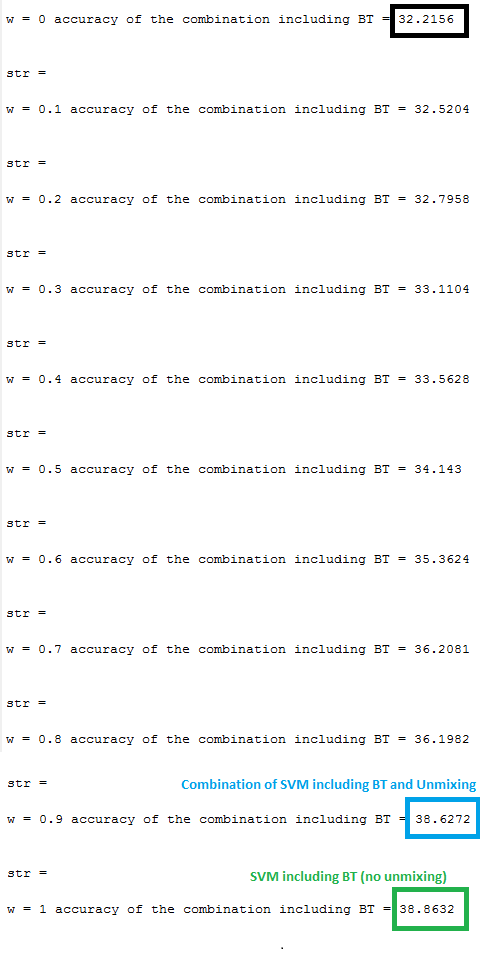 w = 0 accuracy of the combination including BT = 32.2156
str =
w = 0.1 accuracy of the combination including BT = 32.5204
str =
w = 0.2 accuracy of the combination including BT = 32.7958
str =
w = 0.3 accuracy of the combination including BT = 33.1104
str =
w = 0.4 accuracy of the combination including BT = 33.5628
str =
w = 0.5 accuracy of the combination including BT = 34.143
str =
w = 0.6 accuracy of the combination including BT = 35.3624
str =
w = 0.7 accuracy of the combination including BT = 36.2081
str =
w = 0.8 accuracy of the combination including BT = 36.1982
str =
Combination of SVM including BT and Unmixing
w = 0.9 accuracy of the combination including BT = 38.6272
str =
SVM including BT (no unmixing)
w = 1 accuracy of the combination including BT = 38.8632
.